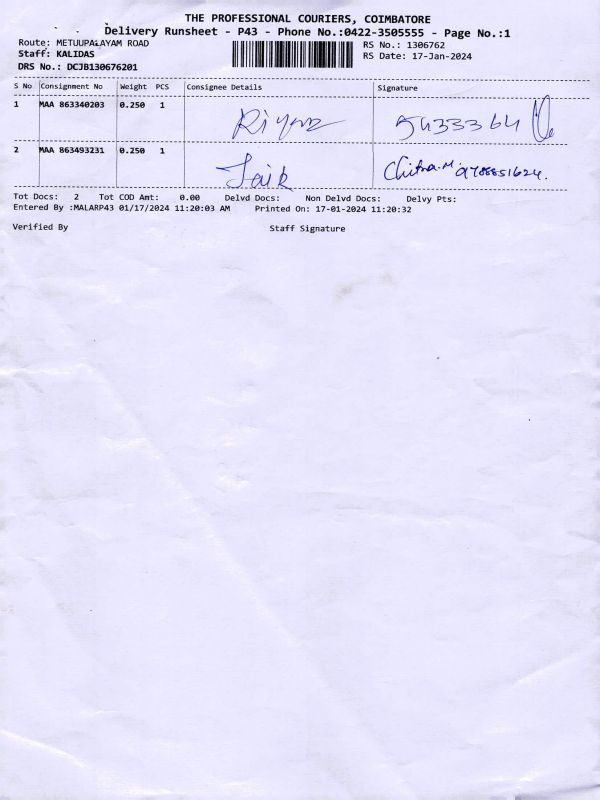 THE PROFESSIONAL COURIERS, COIMBATORE
Delivery Runsheet - P43 - Phone No.:0422-3505555 - Page No.:1
Route: METUUPALAYAM ROAD
RS No.: 1306762
Staff: KALIDAS
RS Date: 17-Jan-2024
DRS No.: DCJB130676201
S No Consignment No Weight PCS Consignee Details Signature
1 MAA 863340203 0.250 1 Riyaz 5433364
2 MAA 863493231 0.250 1 Jaik Chitra.M 9788851624.
Tot Docs: 2 Tot COD Amt: 0.00 Delvd Docs: Non Delvd Docs: Delvy Pts:
Entered By :MALARP43 01/17/2024 11:20:03 AM Printed On: 17-01-2024 11:20:32
Verified By Staff Signature